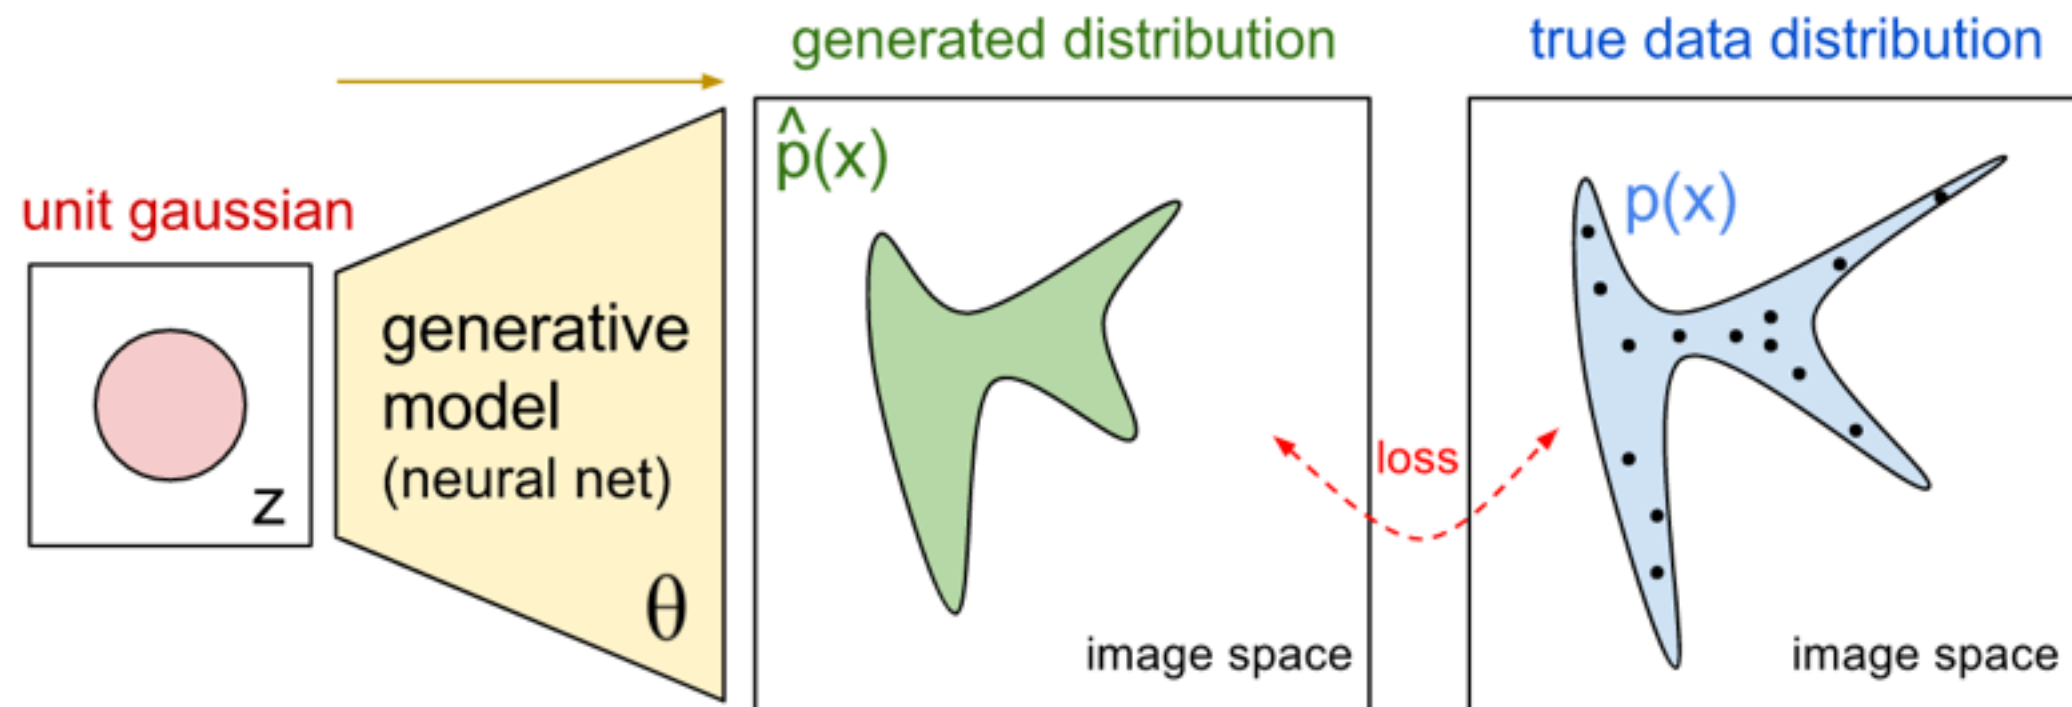 unit gaussian
z
generative
model
(neural net)
θ
generated distribution
p̂(x)
image space
loss
true data distribution
p(x)
image space